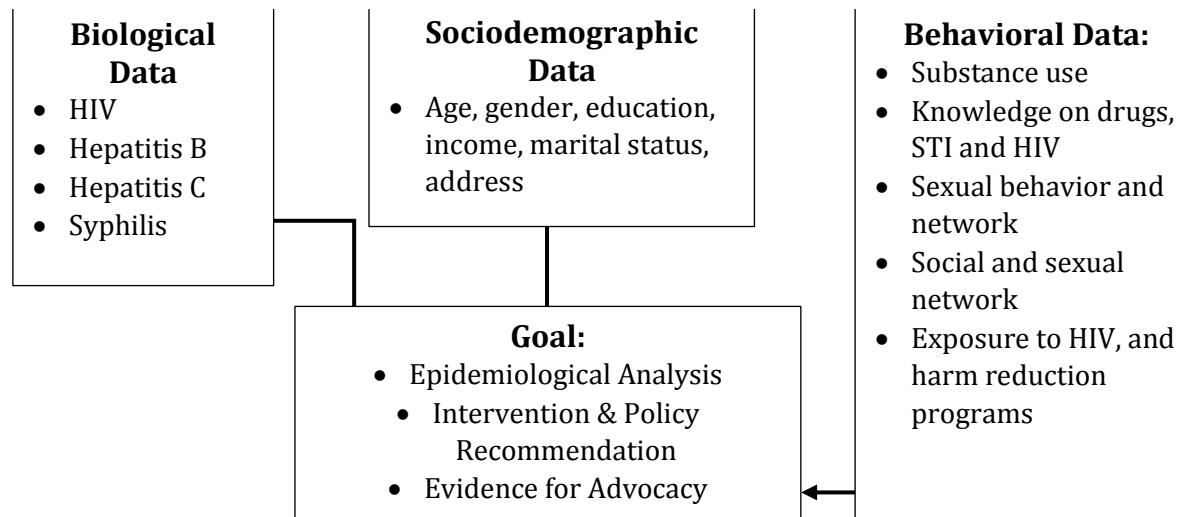 Biological
Data
• HIV
• Hepatitis B
• Hepatitis C
• Syphilis
Sociodemographic
Data
• Age, gender, education,
income, marital status,
address
Behavioral Data:
• Substance use
• Knowledge on drugs,
STI and HIV
• Sexual behavior and
network
• Social and sexual
network
• Exposure to HIV, and
harm reduction
programs
Goal:
• Epidemiological Analysis
• Intervention & Policy
Recommendation
• Evidence for Advocacy